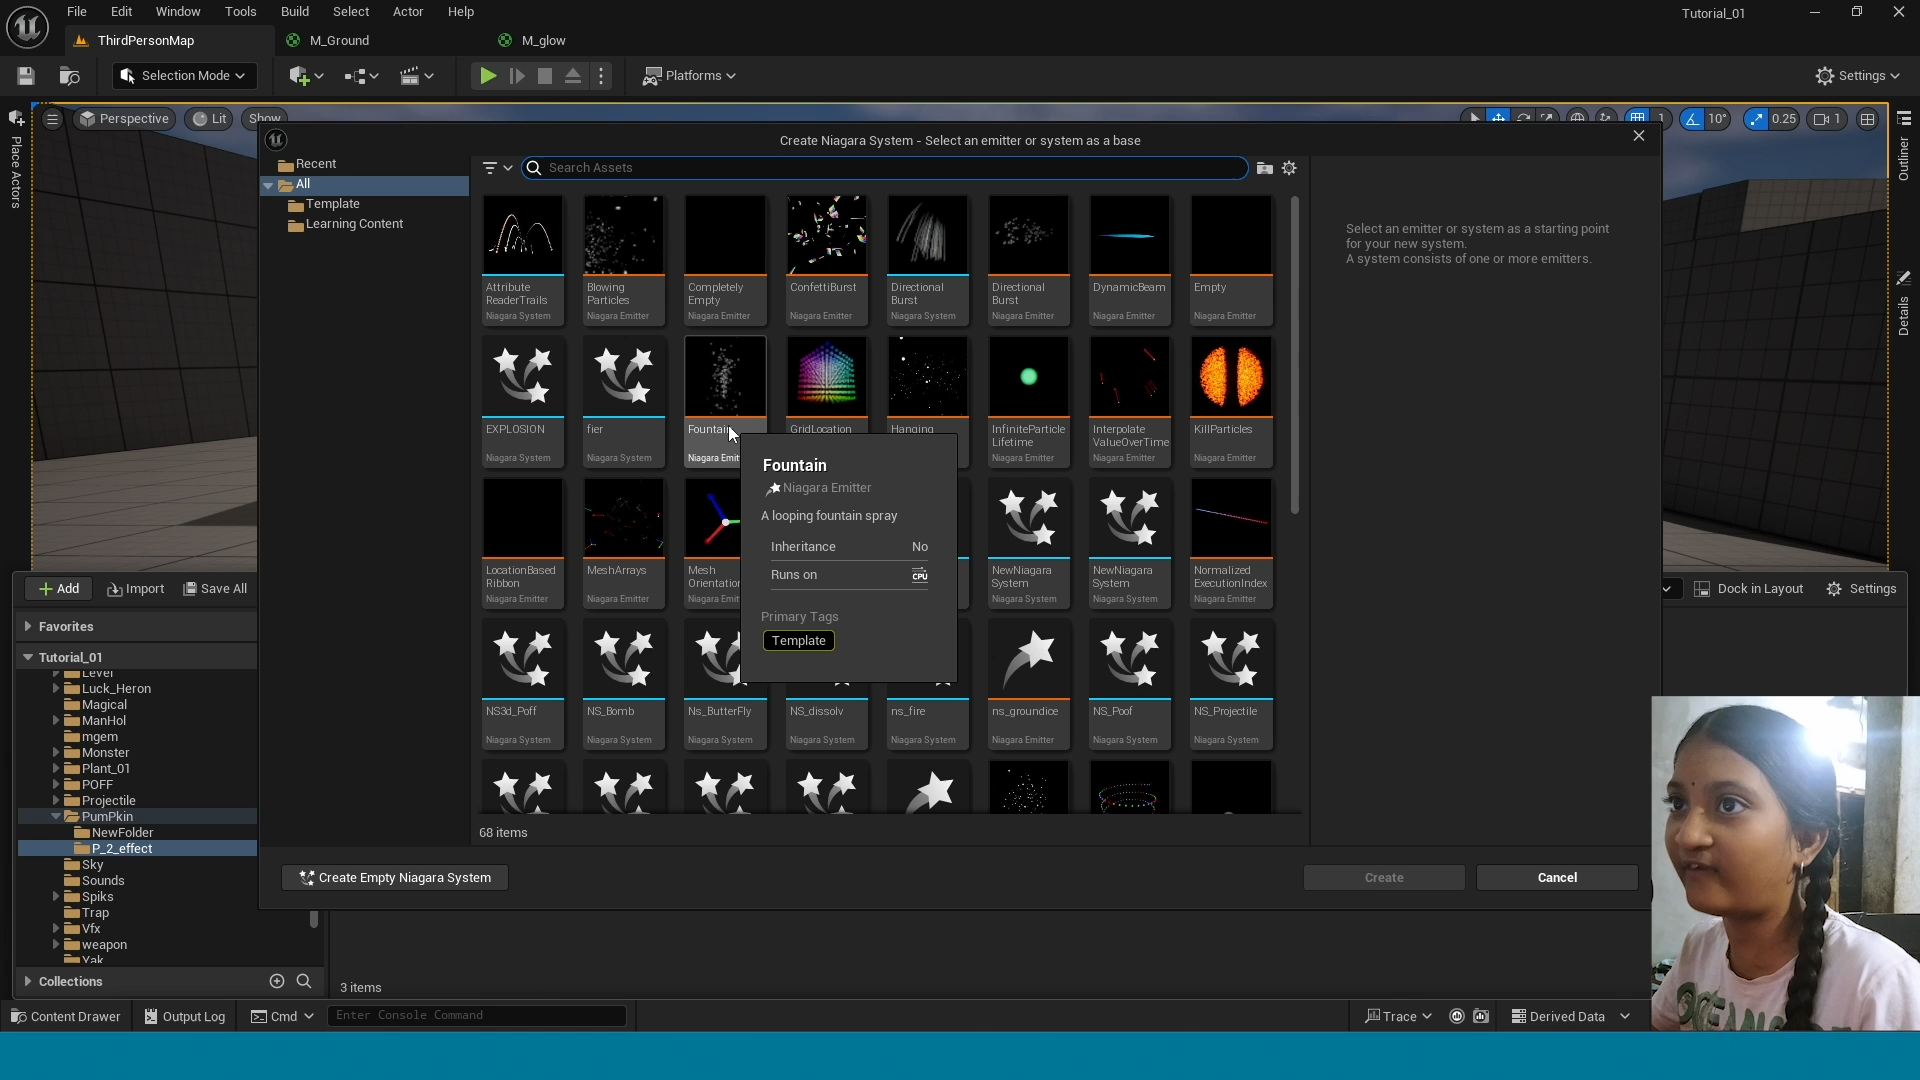 File Edit Window Tools Build Select Actor Help
Tutorial_01
ThirdPersonMap
M_Ground
M_glow
Selection Mode
Platforms
Settings
Perspective
Lit
Show
1
10°
0.25
1
Place Actors
Outliner
Details
Create Niagara System - Select an emitter or system as a base
Recent
All
Template
Learning Content
Search Assets
Select an emitter or system as a starting point
for your new system.
A system consists of one or more emitters.
Attribute
ReaderTrails
Niagara System
Blowing
Particles
Niagara Emitter
Completely
Empty
Niagara Emitter
ConfettiBurst
Niagara Emitter
Directional
Burst
Niagara System
Directional
Burst
Niagara Emitter
DynamicBeam
Niagara Emitter
Empty
Niagara Emitter
EXPLOSION
Niagara System
fier
Niagara System
Fountain
Niagara Emit
GridLocation
Hanging
InfiniteParticle
Lifetime
Niagara Emitter
Interpolate
ValueOverTime
Niagara Emitter
KillParticles
Niagara Emitter
Fountain
Niagara Emitter
A looping fountain spray
Inheritance No
Runs on CPU
Primary Tags
Template
LocationBased
Ribbon
Niagara Emitter
MeshArrays
Niagara Emitter
Mesh
Orientation
Niagara Emit
NewNiagara
System
Niagara System
NewNiagara
System
Niagara System
Normalized
ExecutionIndex
Niagara Emitter
NS3d_Poff
Niagara System
NS_Bomb
Niagara System
Ns_ButterFly
Niagara System
NS_dissolv
Niagara System
ns_fire
Niagara System
ns_groundice
Niagara Emitter
NS_Poof
Niagara System
NS_Projectile
Niagara System
68 items
Create Empty Niagara System
Create
Cancel
Add
Import
Save All
Dock in Layout
Settings
Favorites
Tutorial_01
Level
Luck_Heron
Magical
ManHol
mgem
Monster
Plant_01
POFF
Projectile
PumPkin
NewFolder
P_2_effect
Sky
Sounds
Spiks
Trap
Vfx
weapon
Yak
Collections
3 items
Content Drawer
Output Log
Cmd
Enter Console Command
Trace
Derived Data